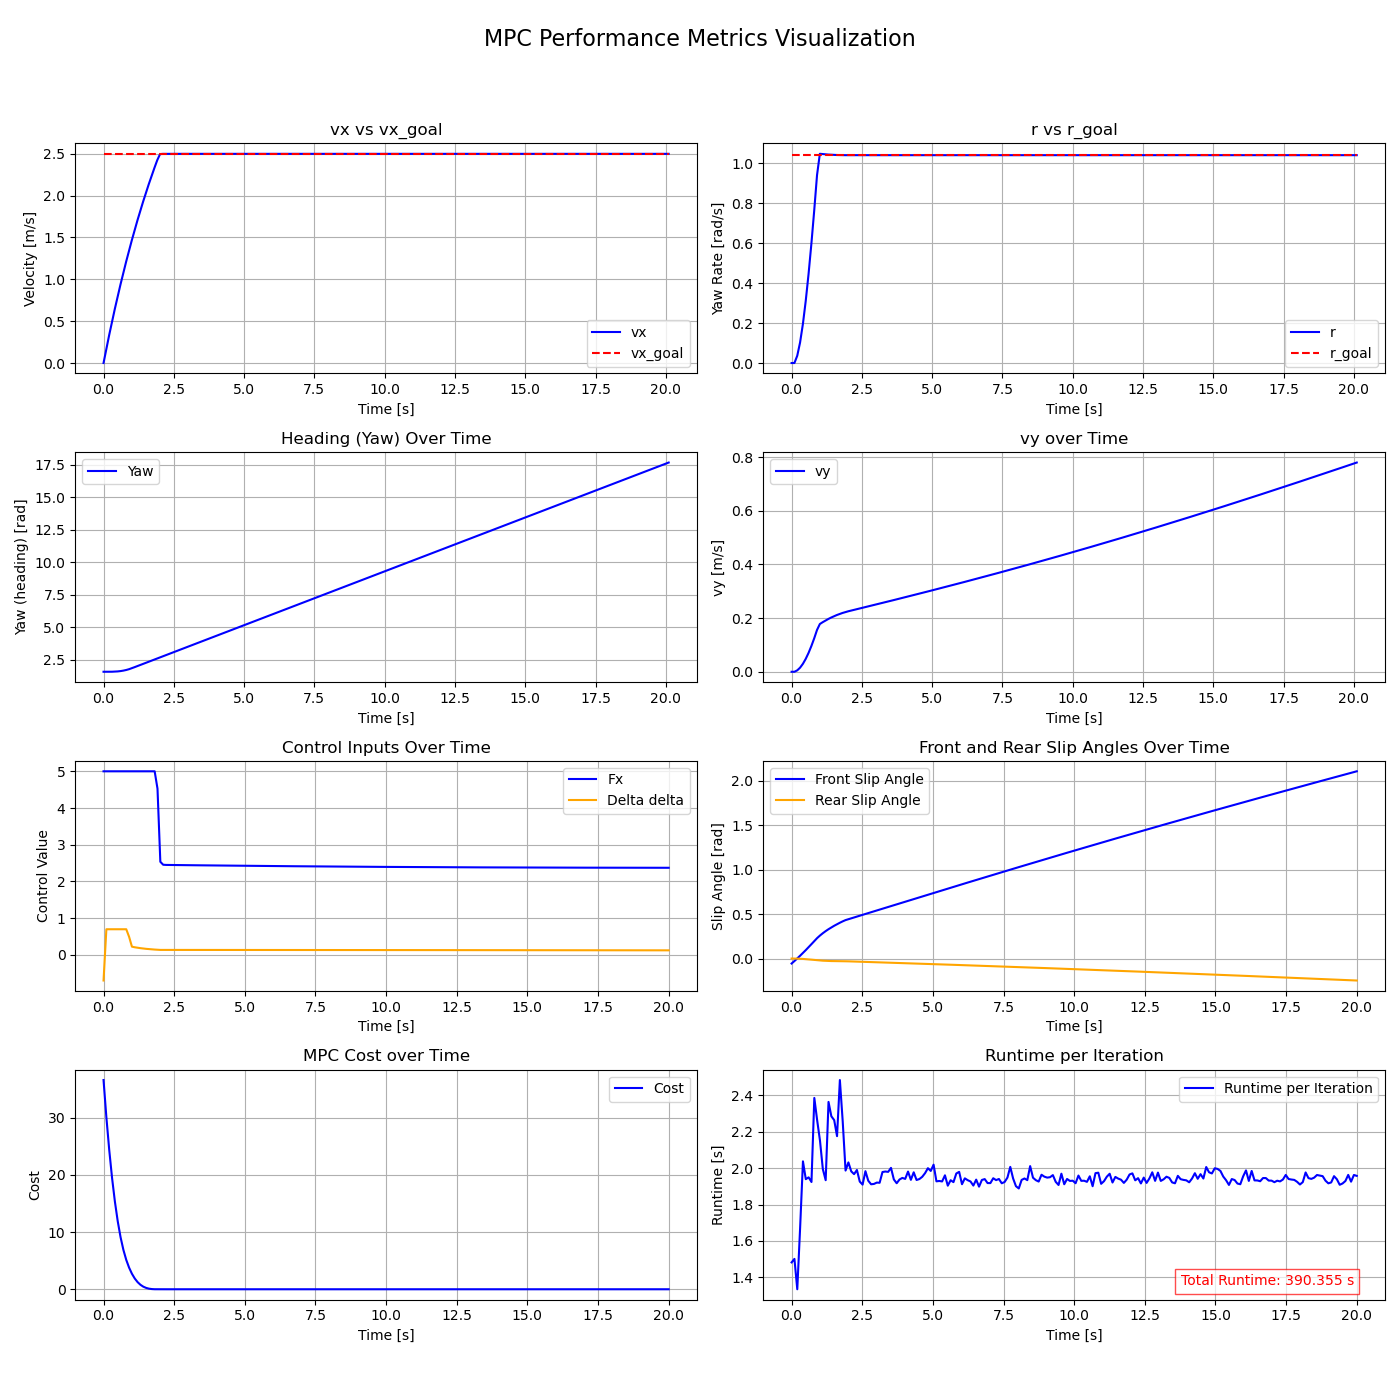 MPC Performance Metrics Visualization
vx vs vx_goal
Velocity [m/s]
2.5
2.0
1.5
1.0
0.5
0.0
0.0 2.5 5.0 7.5 10.0 12.5 15.0 17.5 20.0
Time [s]
vx
vx_goal
r vs r_goal
Yaw Rate [rad/s]
1.0
0.8
0.6
0.4
0.2
0.0
0.0 2.5 5.0 7.5 10.0 12.5 15.0 17.5 20.0
Time [s]
r
r_goal
Heading (Yaw) Over Time
Yaw (heading) [rad]
17.5
15.0
12.5
10.0
7.5
5.0
2.5
0.0 2.5 5.0 7.5 10.0 12.5 15.0 17.5 20.0
Time [s]
Yaw
vy over Time
vy [m/s]
0.8
0.6
0.4
0.2
0.0
0.0 2.5 5.0 7.5 10.0 12.5 15.0 17.5 20.0
Time [s]
vy
Control Inputs Over Time
Control Value
5
4
3
2
1
0
0.0 2.5 5.0 7.5 10.0 12.5 15.0 17.5 20.0
Time [s]
Fx
Delta delta
Front and Rear Slip Angles Over Time
Slip Angle [rad]
2.0
1.5
1.0
0.5
0.0
0.0 2.5 5.0 7.5 10.0 12.5 15.0 17.5 20.0
Time [s]
Front Slip Angle
Rear Slip Angle
MPC Cost over Time
Cost
30
20
10
0
0.0 2.5 5.0 7.5 10.0 12.5 15.0 17.5 20.0
Time [s]
Cost
Runtime per Iteration
Runtime [s]
2.4
2.2
2.0
1.8
1.6
1.4
0.0 2.5 5.0 7.5 10.0 12.5 15.0 17.5 20.0
Time [s]
Runtime per Iteration
Total Runtime: 390.355 s